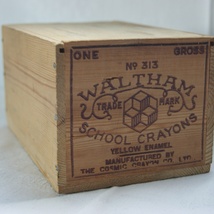 ONE GROSS
Nº 313
WALTHAM
TRADE MARK
SCHOOL CRAYONS
YELLOW ENAMEL
MANUFACTURED BY
THE COSMIC CRAYON CO. LTD.